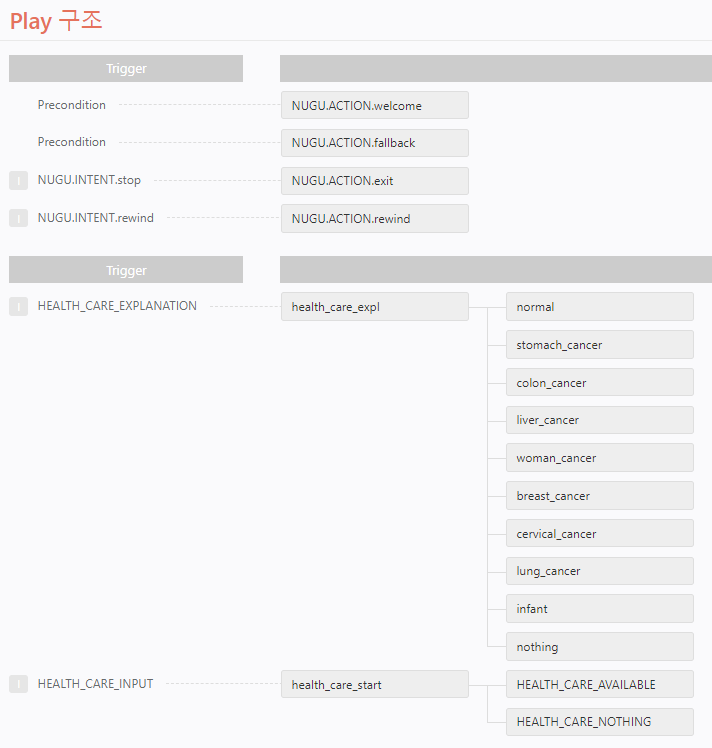 Play 구조
Trigger
Precondition NUGU.ACTION.welcome
Precondition NUGU.ACTION.fallback
I NUGU.INTENT.stop NUGU.ACTION.exit
I NUGU.INTENT.rewind NUGU.ACTION.rewind
Trigger
I HEALTH_CARE_EXPLANATION health_care_expl normal
stomach_cancer
colon_cancer
liver_cancer
woman_cancer
breast_cancer
cervical_cancer
lung_cancer
infant
nothing
I HEALTH_CARE_INPUT health_care_start HEALTH_CARE_AVAILABLE
HEALTH_CARE_NOTHING